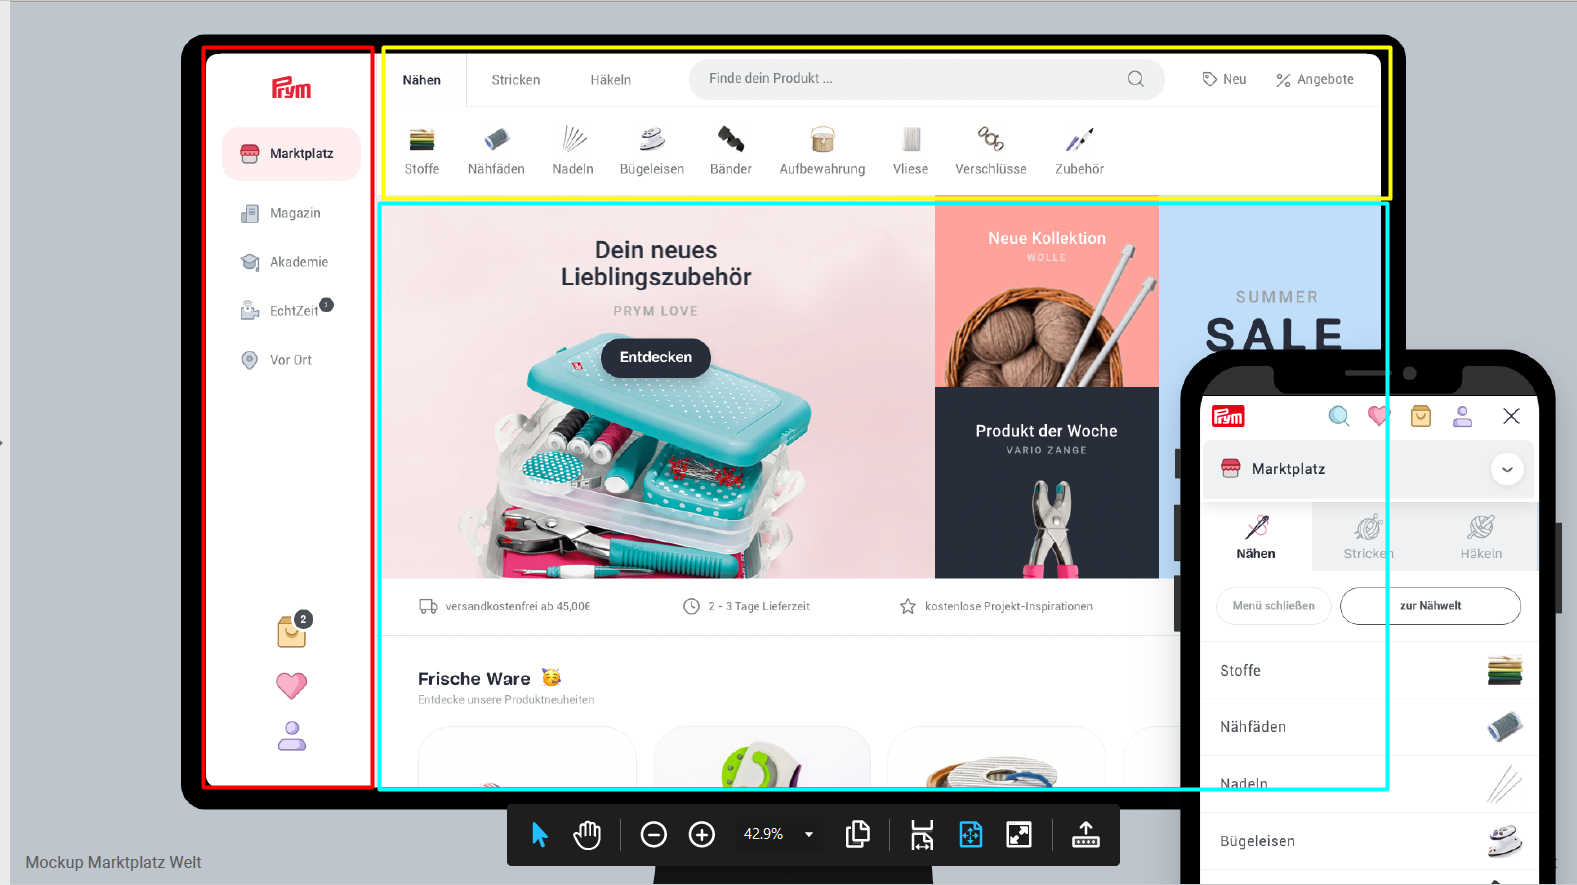 Prym
Marktplatz
Magazin
Akademie
EchtZeit
Vor Ort
2
Nähen
Stricken
Häkeln
Finde dein Produkt ...
Neu
Angebote
Stoffe
Nähfäden
Nadeln
Bügeleisen
Bänder
Aufbewahrung
Vliese
Verschlüsse
Zubehör
Dein neues
Lieblingszubehör
PRYM LOVE
Entdecken
Neue Kollektion
WOLLE
Produkt der Woche
VARIO ZANGE
SUMMER
SALE
versandkostenfrei ab 45,00€
2 - 3 Tage Lieferzeit
kostenlose Projekt-Inspirationen
Frische Ware
Entdecke unsere Produktneuheiten
Prym
Marktplatz
Nähen
Stricken
Häkeln
Menü schließen
zur Nähwelt
Stoffe
Nähfäden
Nadeln
Bügeleisen
42.9%
Mockup Marktplatz Welt